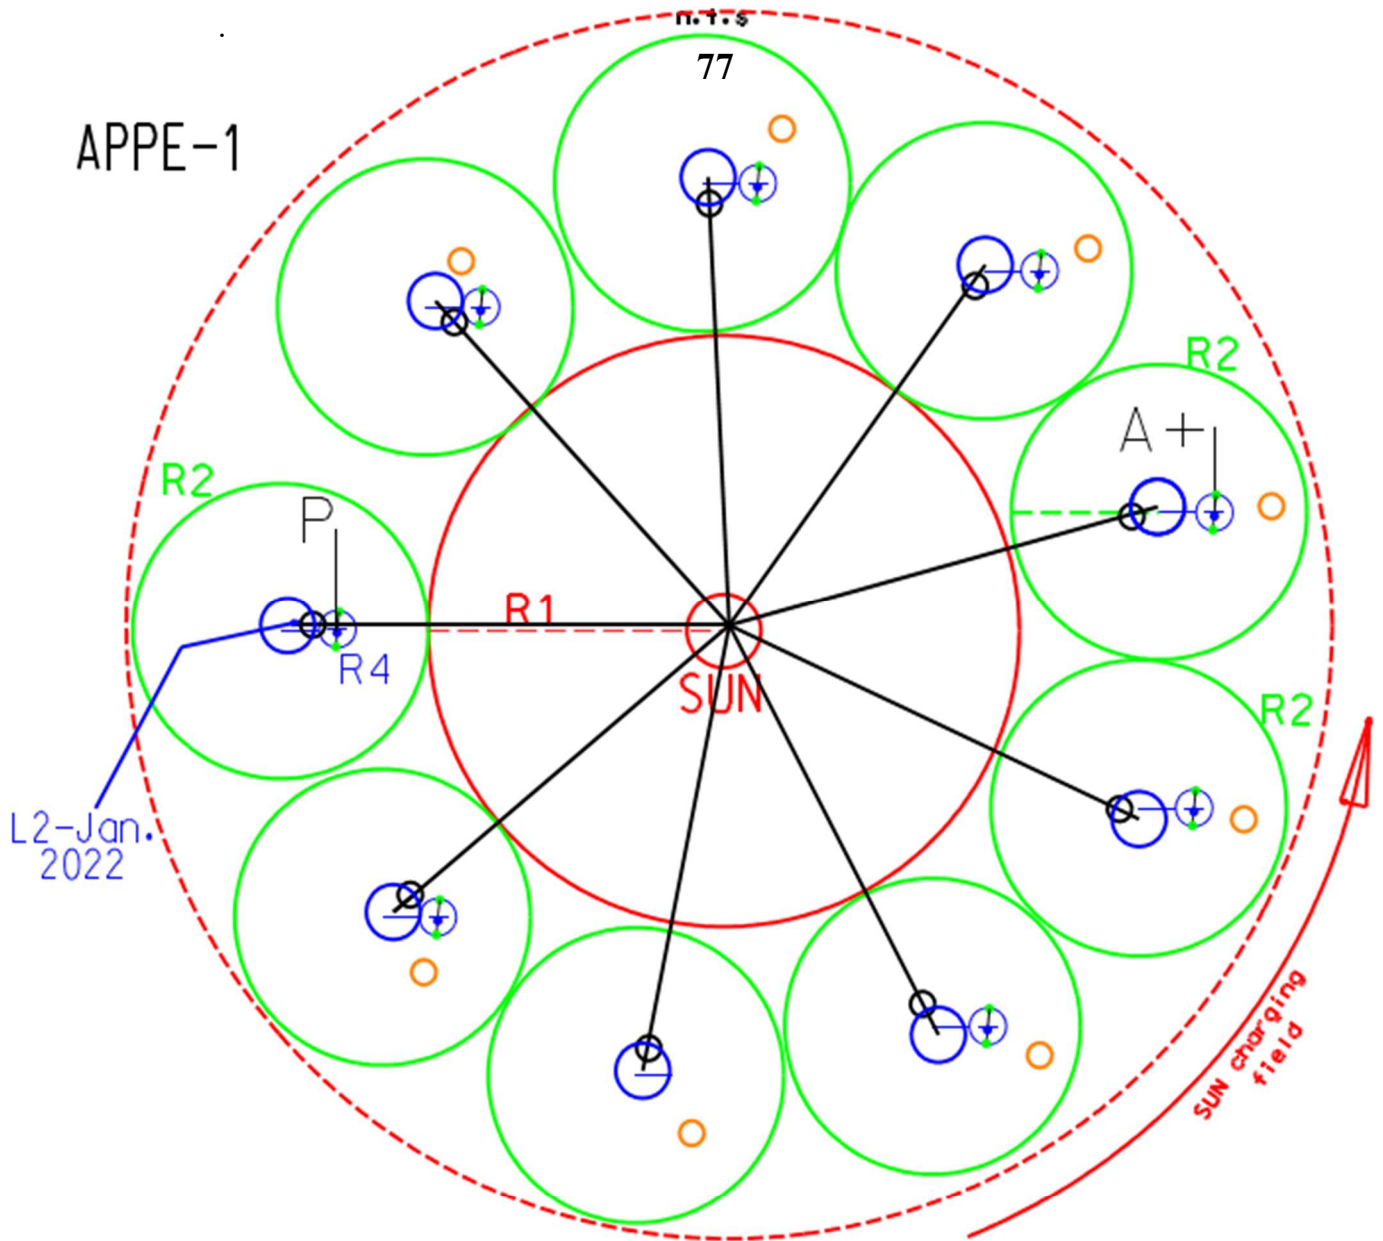 n.t.s
77
APPE-1
R2
A+
R2
P
R1
R4
SUN
R2
L2-Jan.
2022
SUN charging
field